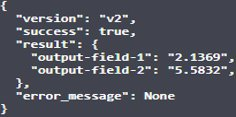 {
  "version": "v2",
  "success": true,
  "result": {
    "output-field-1": "2.1369",
    "output-field-2": "5.5832",
  },
  "error_message": None
}